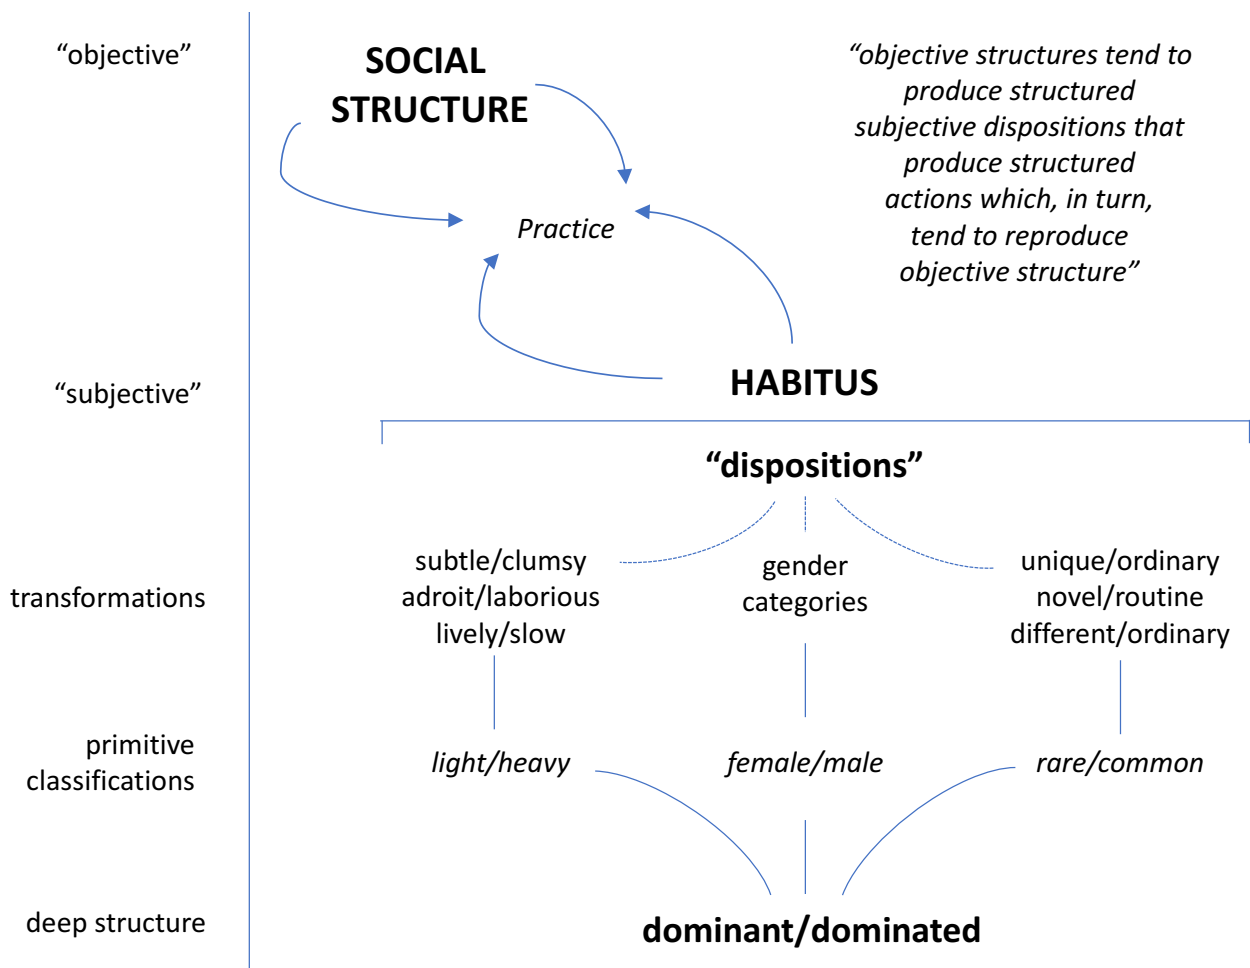 “objective”
SOCIAL
STRUCTURE
“objective structures tend to
produce structured
subjective dispositions that
produce structured
actions which, in turn,
tend to reproduce
objective structure”
Practice
“subjective”
HABITUS
“dispositions”
transformations
subtle/clumsy
adroit/laborious
lively/slow
gender
categories
unique/ordinary
novel/routine
different/ordinary
primitive
classifications
light/heavy
female/male
rare/common
deep structure
dominant/dominated